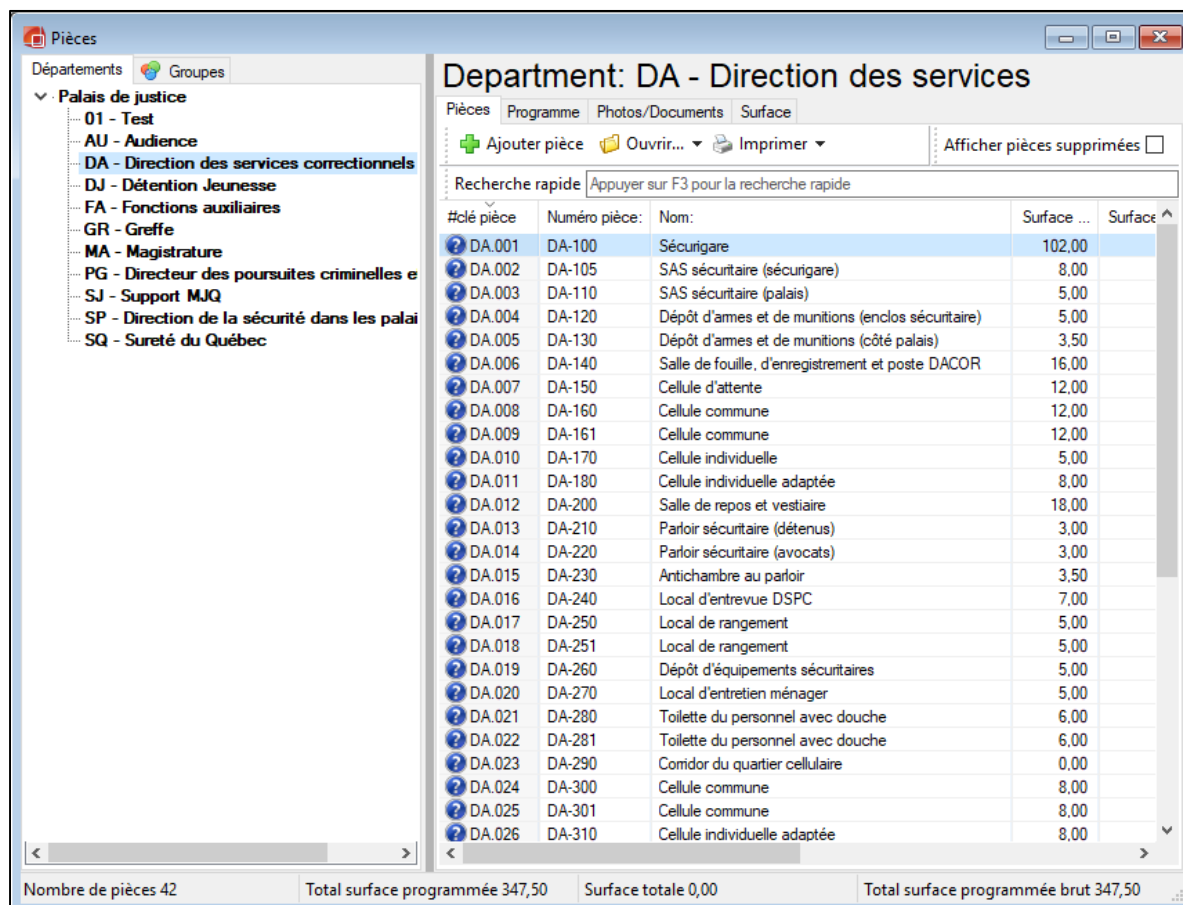 Pièces
Départements Groupes
Palais de justice
01 - Test
AU - Audience
DA - Direction des services correctionnels
DJ - Détention Jeunesse
FA - Fonctions auxiliaires
GR - Greffe
MA - Magistrature
PG - Directeur des poursuites criminelles e
SJ - Support MJQ
SP - Direction de la sécurité dans les palai
SQ - Sureté du Québec
Department: DA - Direction des services
Pièces Programme Photos/Documents Surface
Ajouter pièce Ouvrir... Imprimer Afficher pièces supprimées
Recherche rapide Appuyer sur F3 pour la recherche rapide
#clé pièce Numéro pièce: Nom: Surface ... Surface
DA.001 DA-100 Sécurigare 102,00
DA.002 DA-105 SAS sécuritaire (sécurigare) 8,00
DA.003 DA-110 SAS sécuritaire (palais) 5,00
DA.004 DA-120 Dépôt d'armes et de munitions (enclos sécuritaire) 5,00
DA.005 DA-130 Dépôt d'armes et de munitions (côté palais) 3,50
DA.006 DA-140 Salle de fouille, d'enregistrement et poste DACOR 16,00
DA.007 DA-150 Cellule d'attente 12,00
DA.008 DA-160 Cellule commune 12,00
DA.009 DA-161 Cellule commune 12,00
DA.010 DA-170 Cellule individuelle 5,00
DA.011 DA-180 Cellule individuelle adaptée 8,00
DA.012 DA-200 Salle de repos et vestiaire 18,00
DA.013 DA-210 Parloir sécuritaire (détenus) 3,00
DA.014 DA-220 Parloir sécuritaire (avocats) 3,00
DA.015 DA-230 Antichambre au parloir 3,50
DA.016 DA-240 Local d'entrevue DSPC 7,00
DA.017 DA-250 Local de rangement 5,00
DA.018 DA-251 Local de rangement 5,00
DA.019 DA-260 Dépôt d'équipements sécuritaires 5,00
DA.020 DA-270 Local d'entretien ménager 5,00
DA.021 DA-280 Toilette du personnel avec douche 6,00
DA.022 DA-281 Toilette du personnel avec douche 6,00
DA.023 DA-290 Corridor du quartier cellulaire 0,00
DA.024 DA-300 Cellule commune 8,00
DA.025 DA-301 Cellule commune 8,00
DA.026 DA-310 Cellule individuelle adaptée 8,00
Nombre de pièces 42 Total surface programmée 347,50 Surface totale 0,00 Total surface programmée brut 347,50